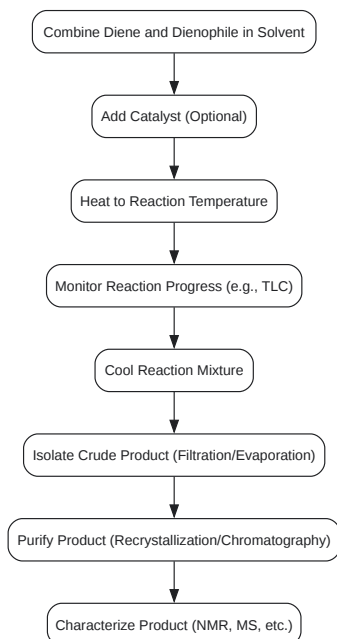 Combine Diene and Dienophile in Solvent
Add Catalyst (Optional)
Heat to Reaction Temperature
Monitor Reaction Progress (e.g., TLC)
Cool Reaction Mixture
Isolate Crude Product (Filtration/Evaporation)
Purify Product (Recrystallization/Chromatography)
Characterize Product (NMR, MS, etc.)